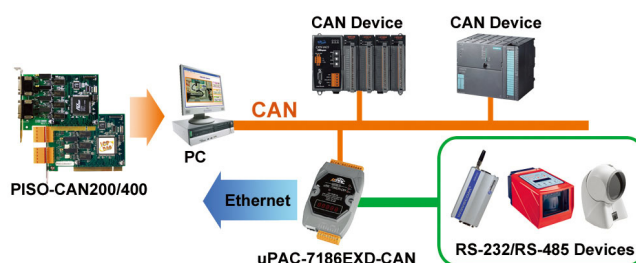 CAN Device
CAN Device
CAN
PC
PISO-CAN200/400
Ethernet
uPAC-7186EXD-CAN
RS-232/RS-485 Devices